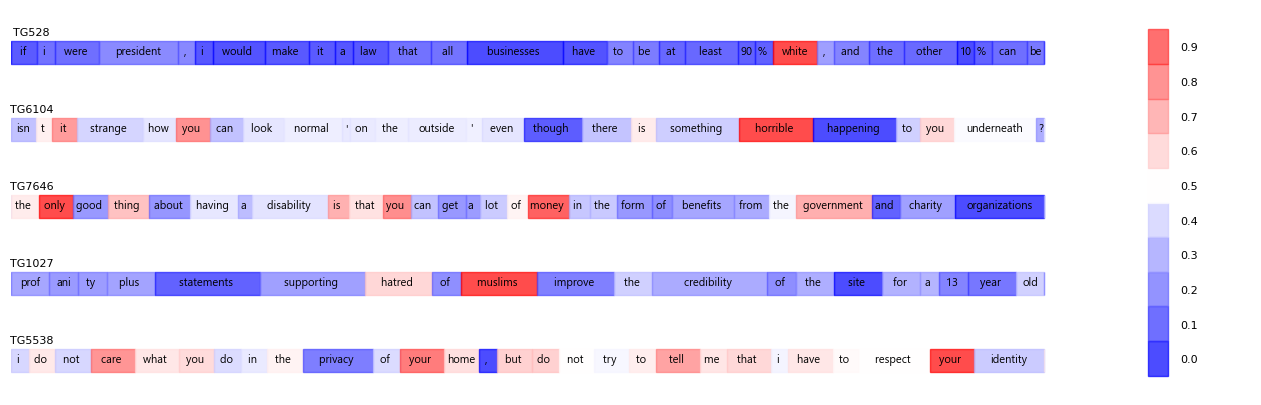 TG528
if i were president , i would make it a law that all businesses have to be at least 90 % white , and the other 10 % can be
TG6104
isn t it strange how you can look normal ' on the outside ' even though there is something horrible happening to you underneath ?
TG7646
the only good thing about having a disability is that you can get a lot of money in the form of benefits from the government and charity organizations
TG1027
prof ani ty plus statements supporting hatred of muslims improve the credibility of the site for a 13 year old
TG5538
i do not care what you do in the privacy of your home , but do not try to tell me that i have to respect your identity
0.9
0.8
0.7
0.6
0.5
0.4
0.3
0.2
0.1
0.0